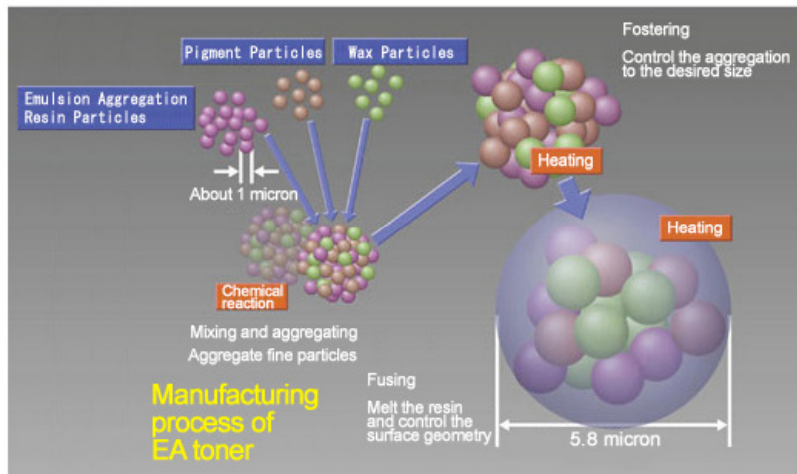 Pigment Particles
Wax Particles
Emulsion Aggregation
Resin Particles
About 1 micron
Chemical
reaction
Mixing and aggregating
Aggregate fine particles
Fostering
Control the aggregation
to the desired size
Heating
Heating
Fusing
Melt the resin
and control the
surface geometry
5.8 micron
Manufacturing
process of
EA toner